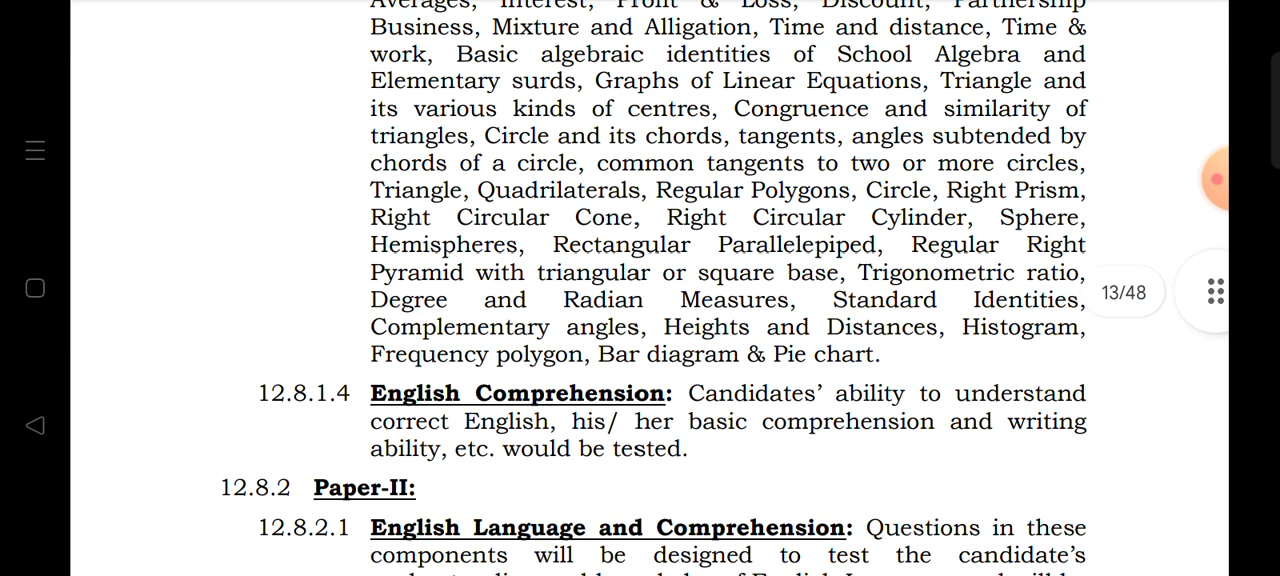 Averages, Interest, Profit & Loss, Discount, Partnership
Business, Mixture and Alligation, Time and distance, Time &
work, Basic algebraic identities of School Algebra and
Elementary surds, Graphs of Linear Equations, Triangle and
its various kinds of centres, Congruence and similarity of
triangles, Circle and its chords, tangents, angles subtended by
chords of a circle, common tangents to two or more circles,
Triangle, Quadrilaterals, Regular Polygons, Circle, Right Prism,
Right Circular Cone, Right Circular Cylinder, Sphere,
Hemispheres, Rectangular Parallelepiped, Regular Right
Pyramid with triangular or square base, Trigonometric ratio,
Degree and Radian Measures, Standard Identities,
13/48
Complementary angles, Heights and Distances, Histogram,
Frequency polygon, Bar diagram & Pie chart.
12.8.1.4 English Comprehension: Candidates’ ability to understand
correct English, his/ her basic comprehension and writing
ability, etc. would be tested.
12.8.2 Paper-II:
12.8.2.1 English Language and Comprehension: Questions in these
components will be designed to test the candidate’s